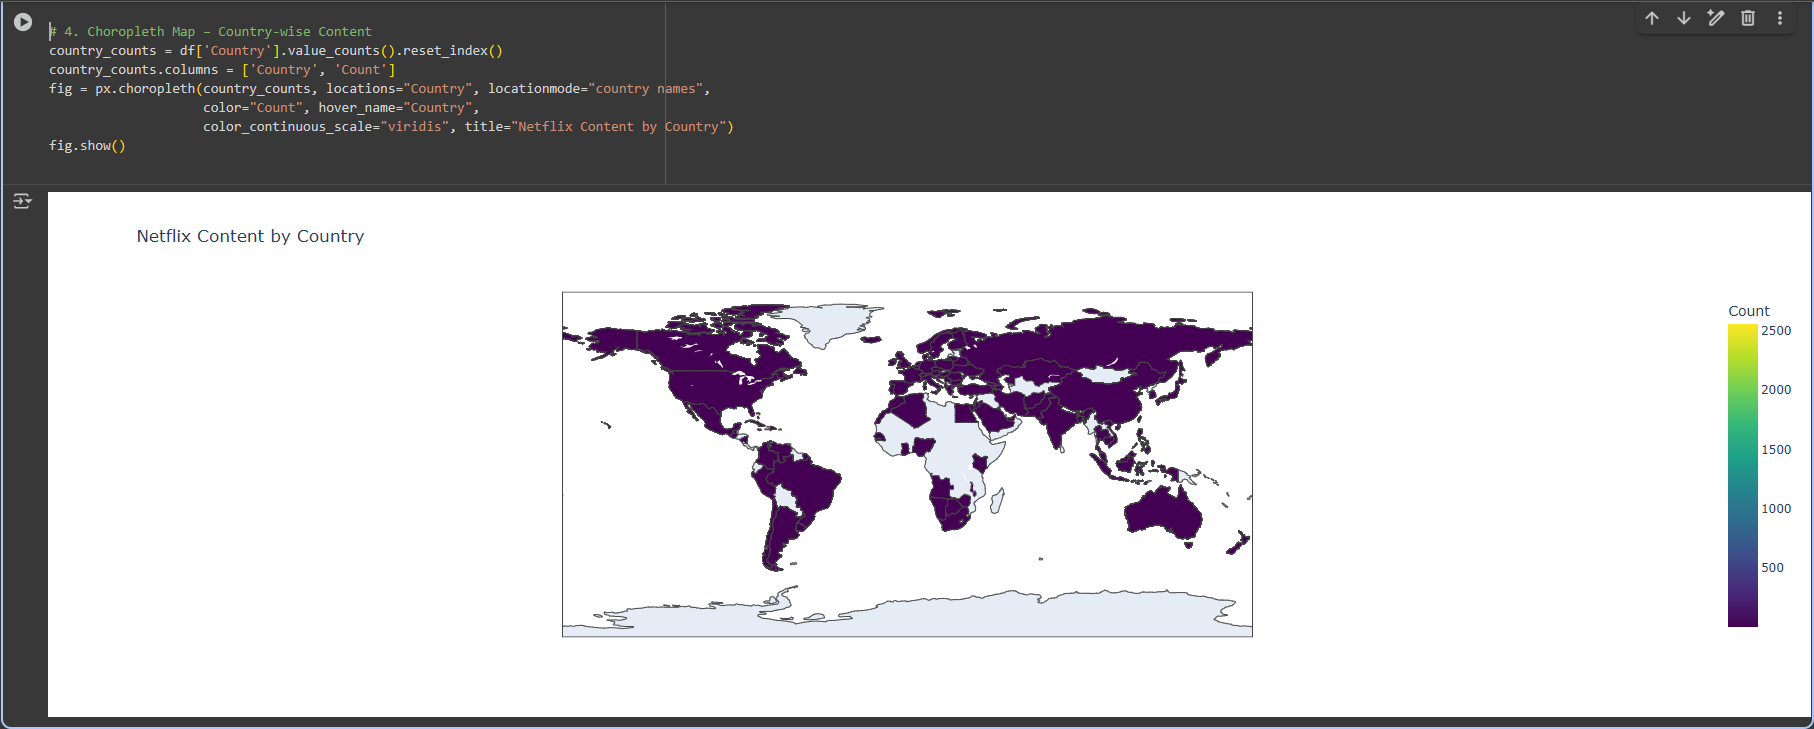 # 4. Choropleth Map – Country-wise Content
country_counts = df['Country'].value_counts().reset_index()
country_counts.columns = ['Country', 'Count']
fig = px.choropleth(country_counts, locations="Country", locationmode="country names",
                    color="Count", hover_name="Country",
                    color_continuous_scale="viridis", title="Netflix Content by Country")
fig.show()
Netflix Content by Country
Count
2500
2000
1500
1000
500